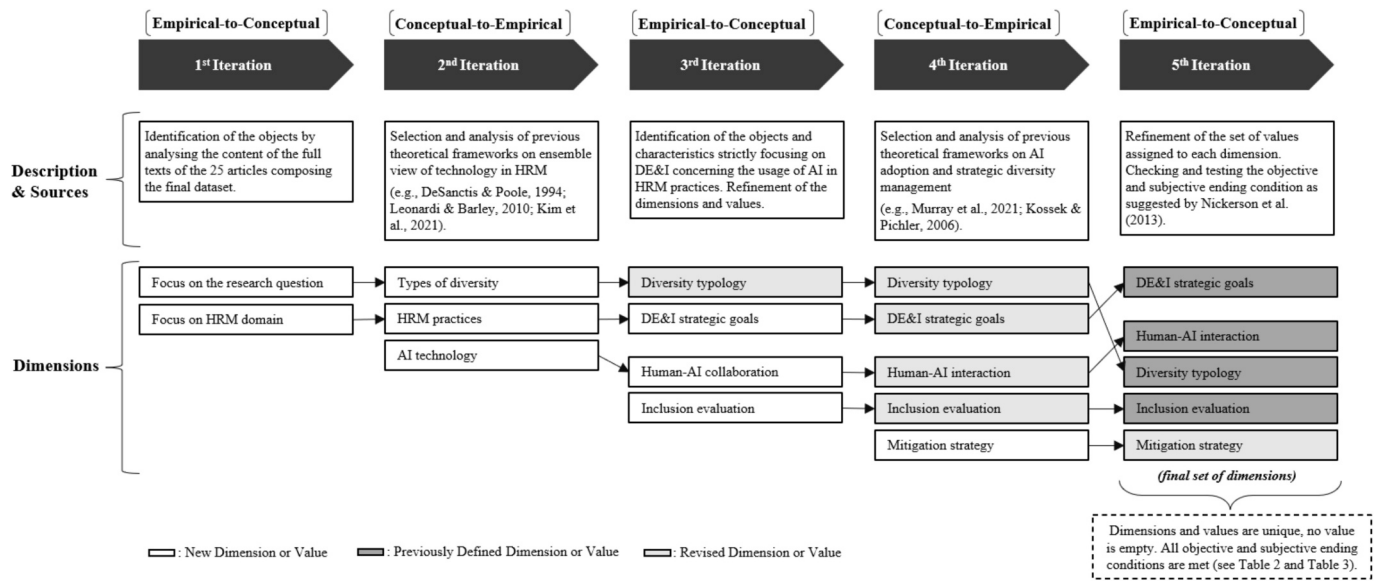 Empirical-to-Conceptual
Conceptual-to-Empirical
Empirical-to-Conceptual
Conceptual-to-Empirical
Empirical-to-Conceptual
1st Iteration
2nd Iteration
3rd Iteration
4th Iteration
5th Iteration
Description
& Sources
Identification of the objects by
analysing the content of the full
texts of the 25 articles composing
the final dataset.
Selection and analysis of previous
theoretical frameworks on ensemble
view of technology in HRM
(e.g., DeSanctis & Poole, 1994;
Leonardi & Barley, 2010; Kim
et al., 2021).
Identification of the objects and
characteristics strictly focusing on
DE&I concerning the usage of AI in
HRM practices. Refinement of the
dimensions and values.
Selection and analysis of previous
theoretical frameworks on AI
adoption and strategic diversity
management
(e.g., Murray et al., 2021; Kossek &
Pichler, 2006).
Refinement of the set of values
assigned to each dimension.
Checking and testing the objective
and subjective ending condition as
suggested by Nickerson et al.
(2013).
Dimensions
Focus on the research question
Focus on HRM domain
Types of diversity
HRM practices
AI technology
Diversity typology
DE&I strategic goals
Human-AI collaboration
Inclusion evaluation
Diversity typology
DE&I strategic goals
Human-AI interaction
Inclusion evaluation
Mitigation strategy
DE&I strategic goals
Human-AI interaction
Diversity typology
Inclusion evaluation
Mitigation strategy
(final set of dimensions)
Dimensions and values are unique, no value
is empty. All objective and subjective ending
conditions are met (see Table 2 and Table 3).
: New Dimension or Value
: Previously Defined Dimension or Value
: Revised Dimension or Value